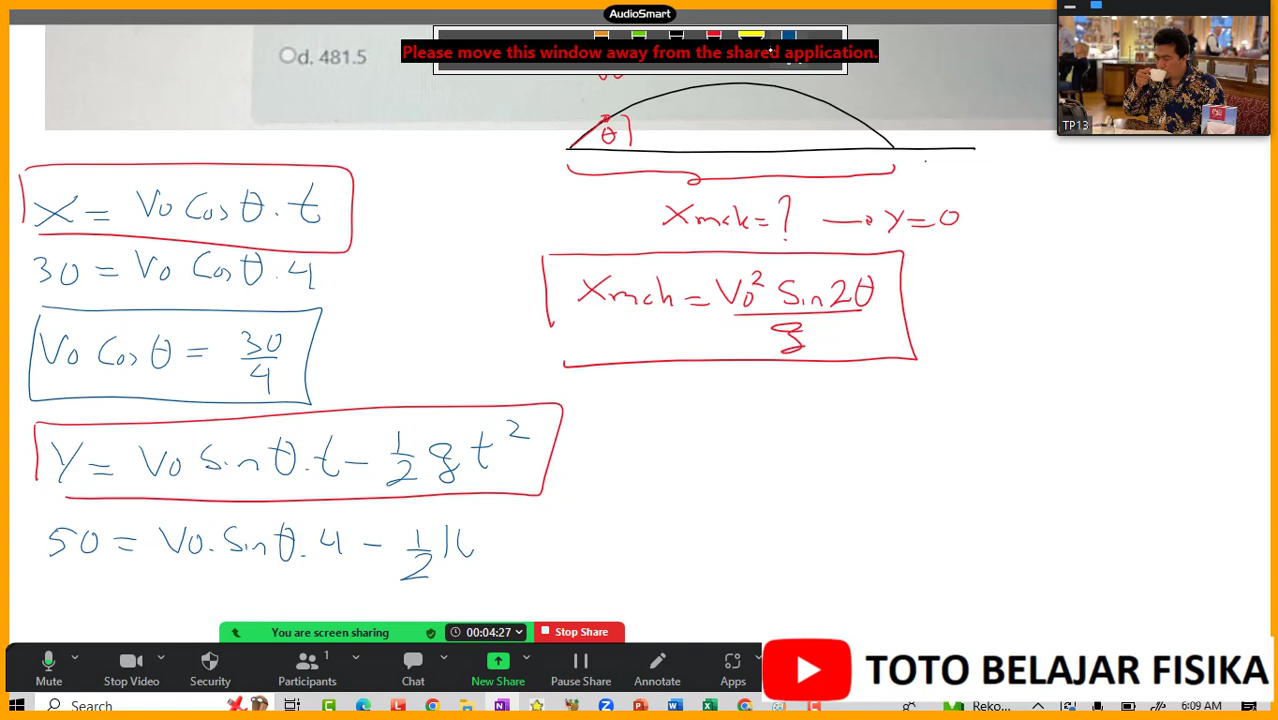 AudioSmart
Please move this window away from the shared application.
d. 481.5
TP13
θ
X = Vo Cos θ . t
Xmak = ? → y = 0
30 = Vo Cos θ . 4
Xmak = Vo² Sin 2θ / g
Vo Cos θ = 30/4
Y = Vo Sin θ . t - 1/2 g t²
50 = Vo . Sin θ . 4 - 1/2
You are screen sharing
00:04:27
Stop Share
Mute
Stop Video
Security
1
Participants
Chat
New Share
Pause Share
Annotate
Apps
TOTO BELAJAR FISIKA
Search
Reko...
6:09 AM